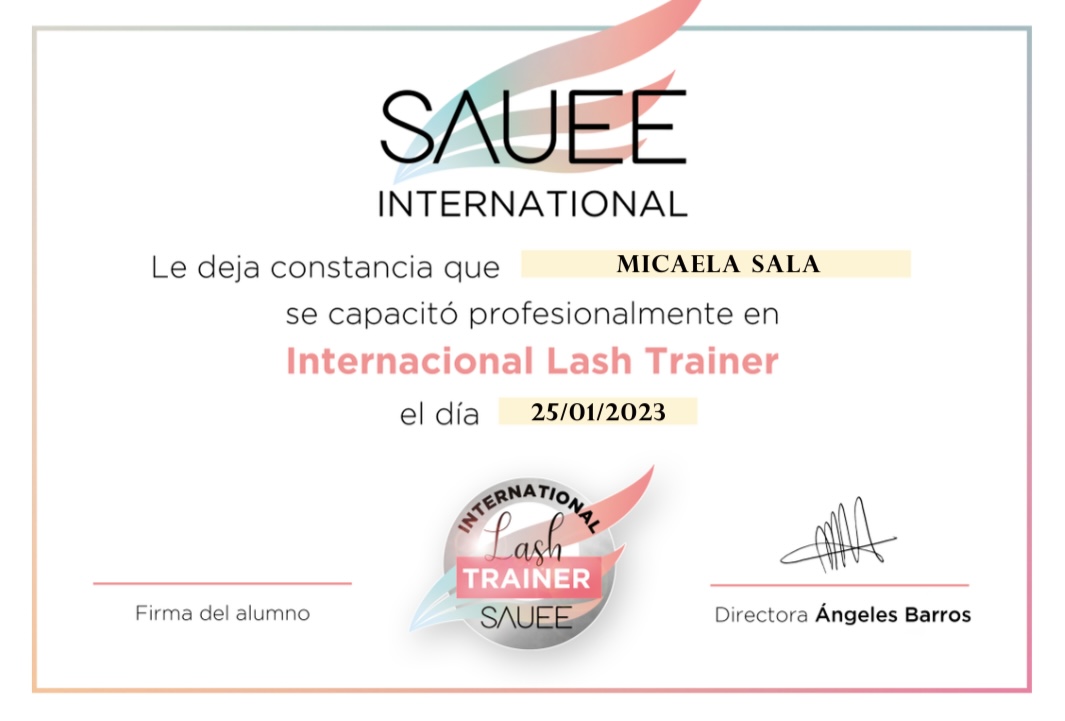 SAUEE
INTERNATIONAL
Le deja constancia que MICAELA SALA
se capacitó profesionalmente en
Internacional Lash Trainer
el día 25/01/2023
INTERNATIONAL
Lash
TRAINER
SAUEE
Firma del alumno
Directora Ángeles Barros